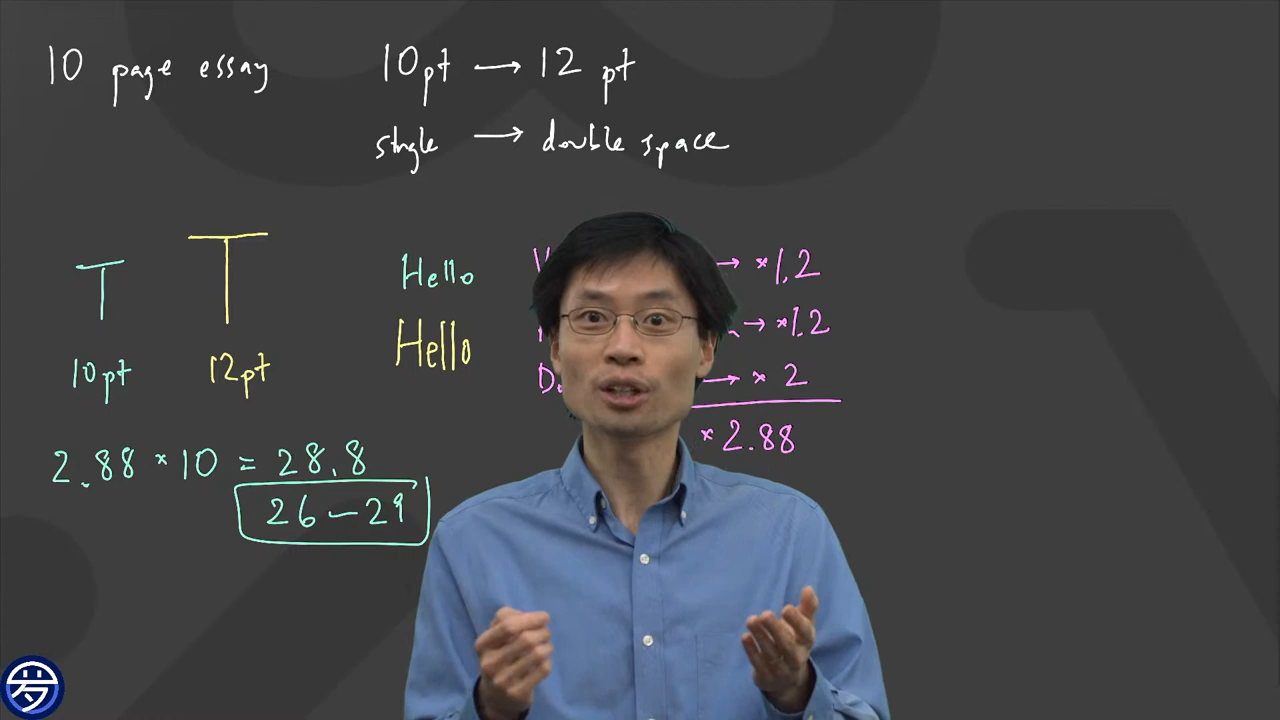 10 page essay
10pt → 12 pt
single → double space
T T
10pt 12pt
Hello
Hello
→ ×1.2
→ ×1.2
→ × 2
×2.88
2.88 × 10 = 28.8
26 – 29